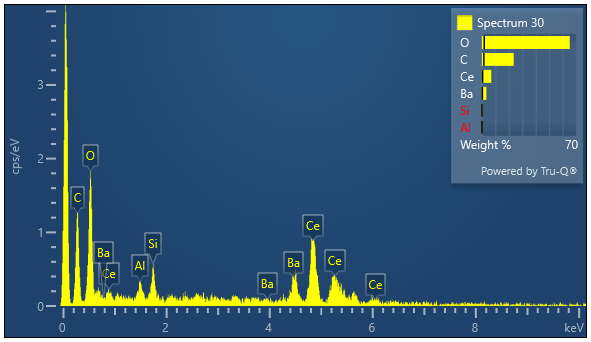 Spectrum 30
O
C
Ce
Ba
Si
Al
Weight % 70
Powered by Tru-Q®
cps/eV
3
2
1
0
C
O
Ba
Ce
Al
Si
Ba
Ba
Ce
Ce
Ce
0 2 4 6 8 keV